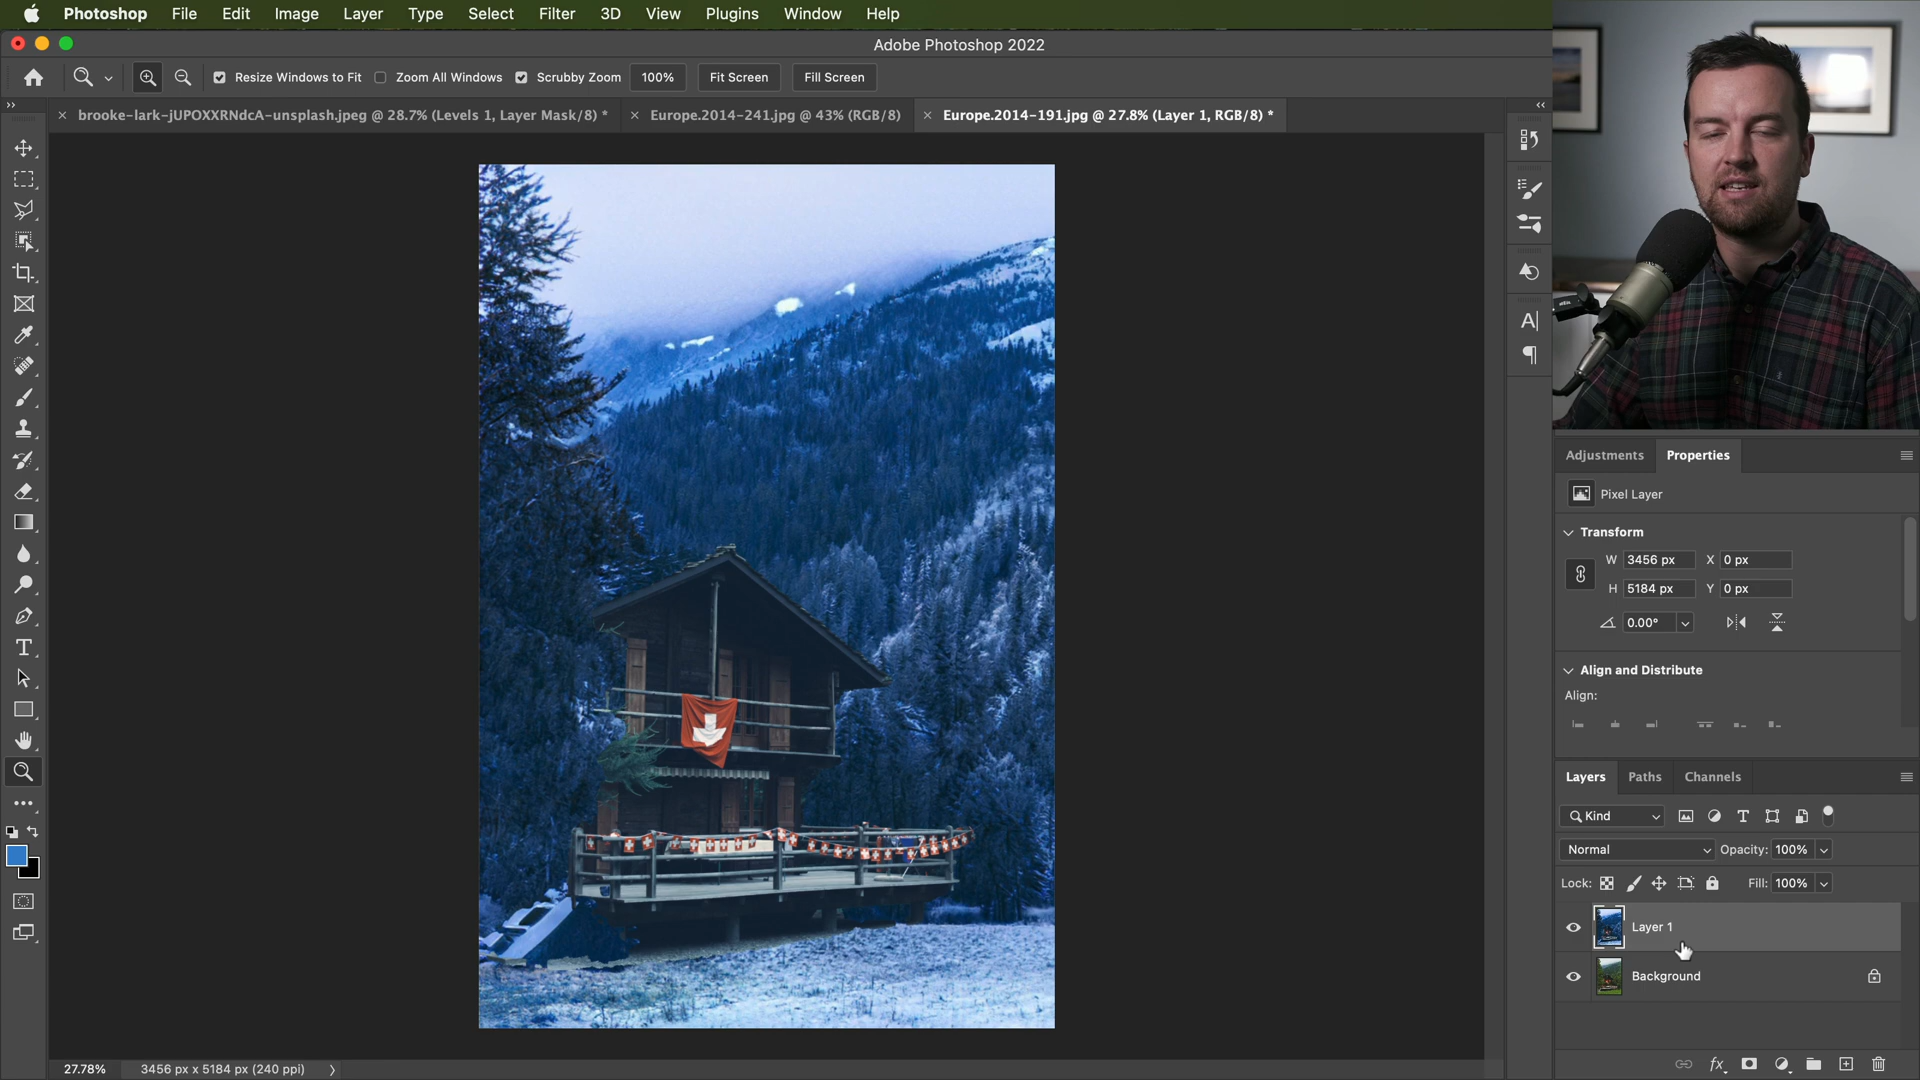 Photoshop File Edit Image Layer Type Select Filter 3D View Plugins Window Help
Adobe Photoshop 2022
Resize Windows to Fit Zoom All Windows Scrubby Zoom 100% Fit Screen Fill Screen
brooke-lark-jUPOXXRNdcA-unsplash.jpeg @ 28.7% (Levels 1, Layer Mask/8) * Europe.2014-241.jpg @ 43% (RGB/8) Europe.2014-191.jpg @ 27.8% (Layer 1, RGB/8) *
Adjustments Properties
Pixel Layer
Transform
W 3456 px X 0 px
H 5184 px Y 0 px
0.00°
Align and Distribute
Align:
Layers Paths Channels
Kind
Normal Opacity: 100%
Lock: Fill: 100%
Layer 1
Background
27.78% 3456 px x 5184 px (240 ppi)